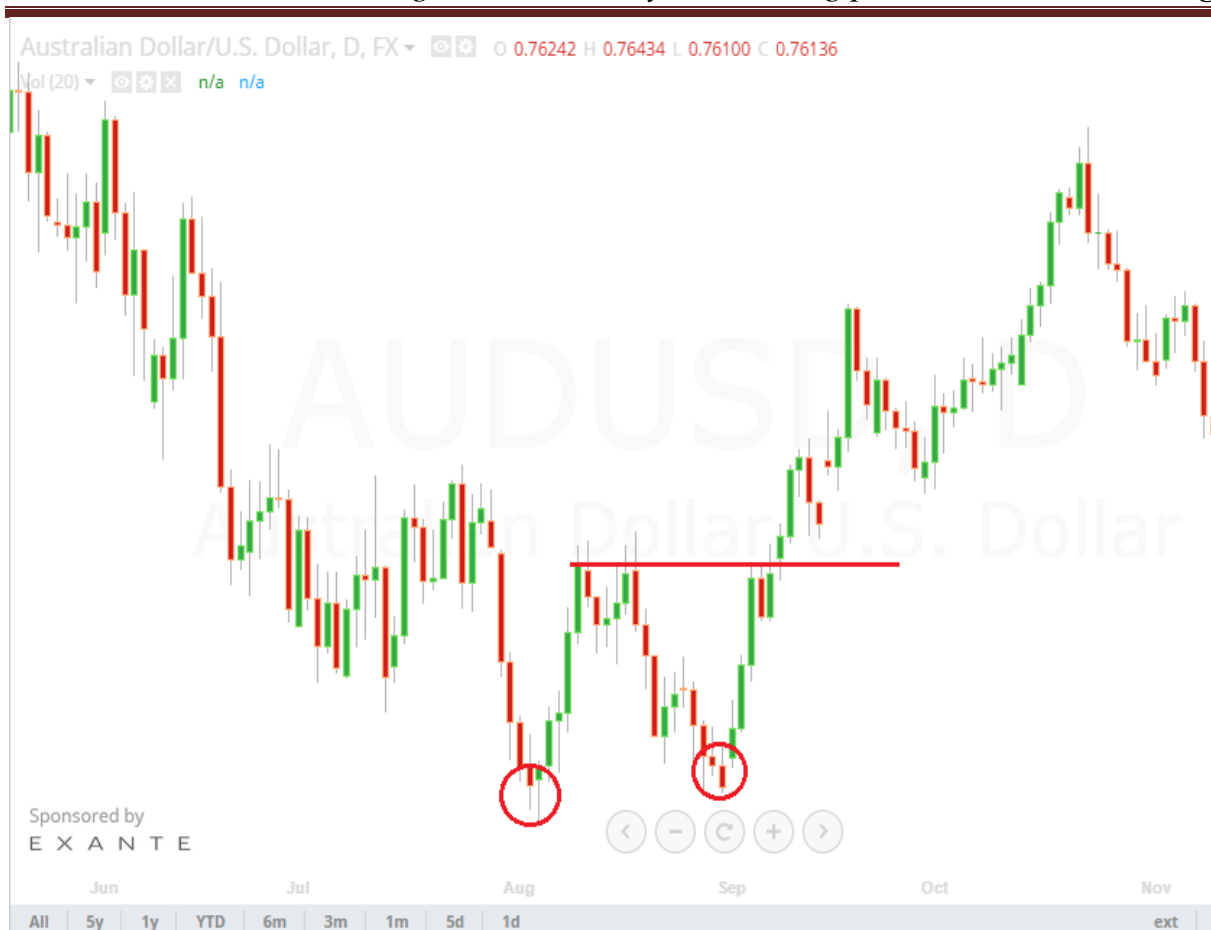 Australian Dollar/U.S. Dollar, D, FX O 0.76242 H 0.76434 L 0.76100 C 0.76136
Vol (20) n/a n/a
AUDUSD, D
Australian Dollar/U.S. Dollar
Sponsored by
EXANTE
Jun Jul Aug Sep Oct Nov
All 5y 1y YTD 6m 3m 1m 5d 1d ext